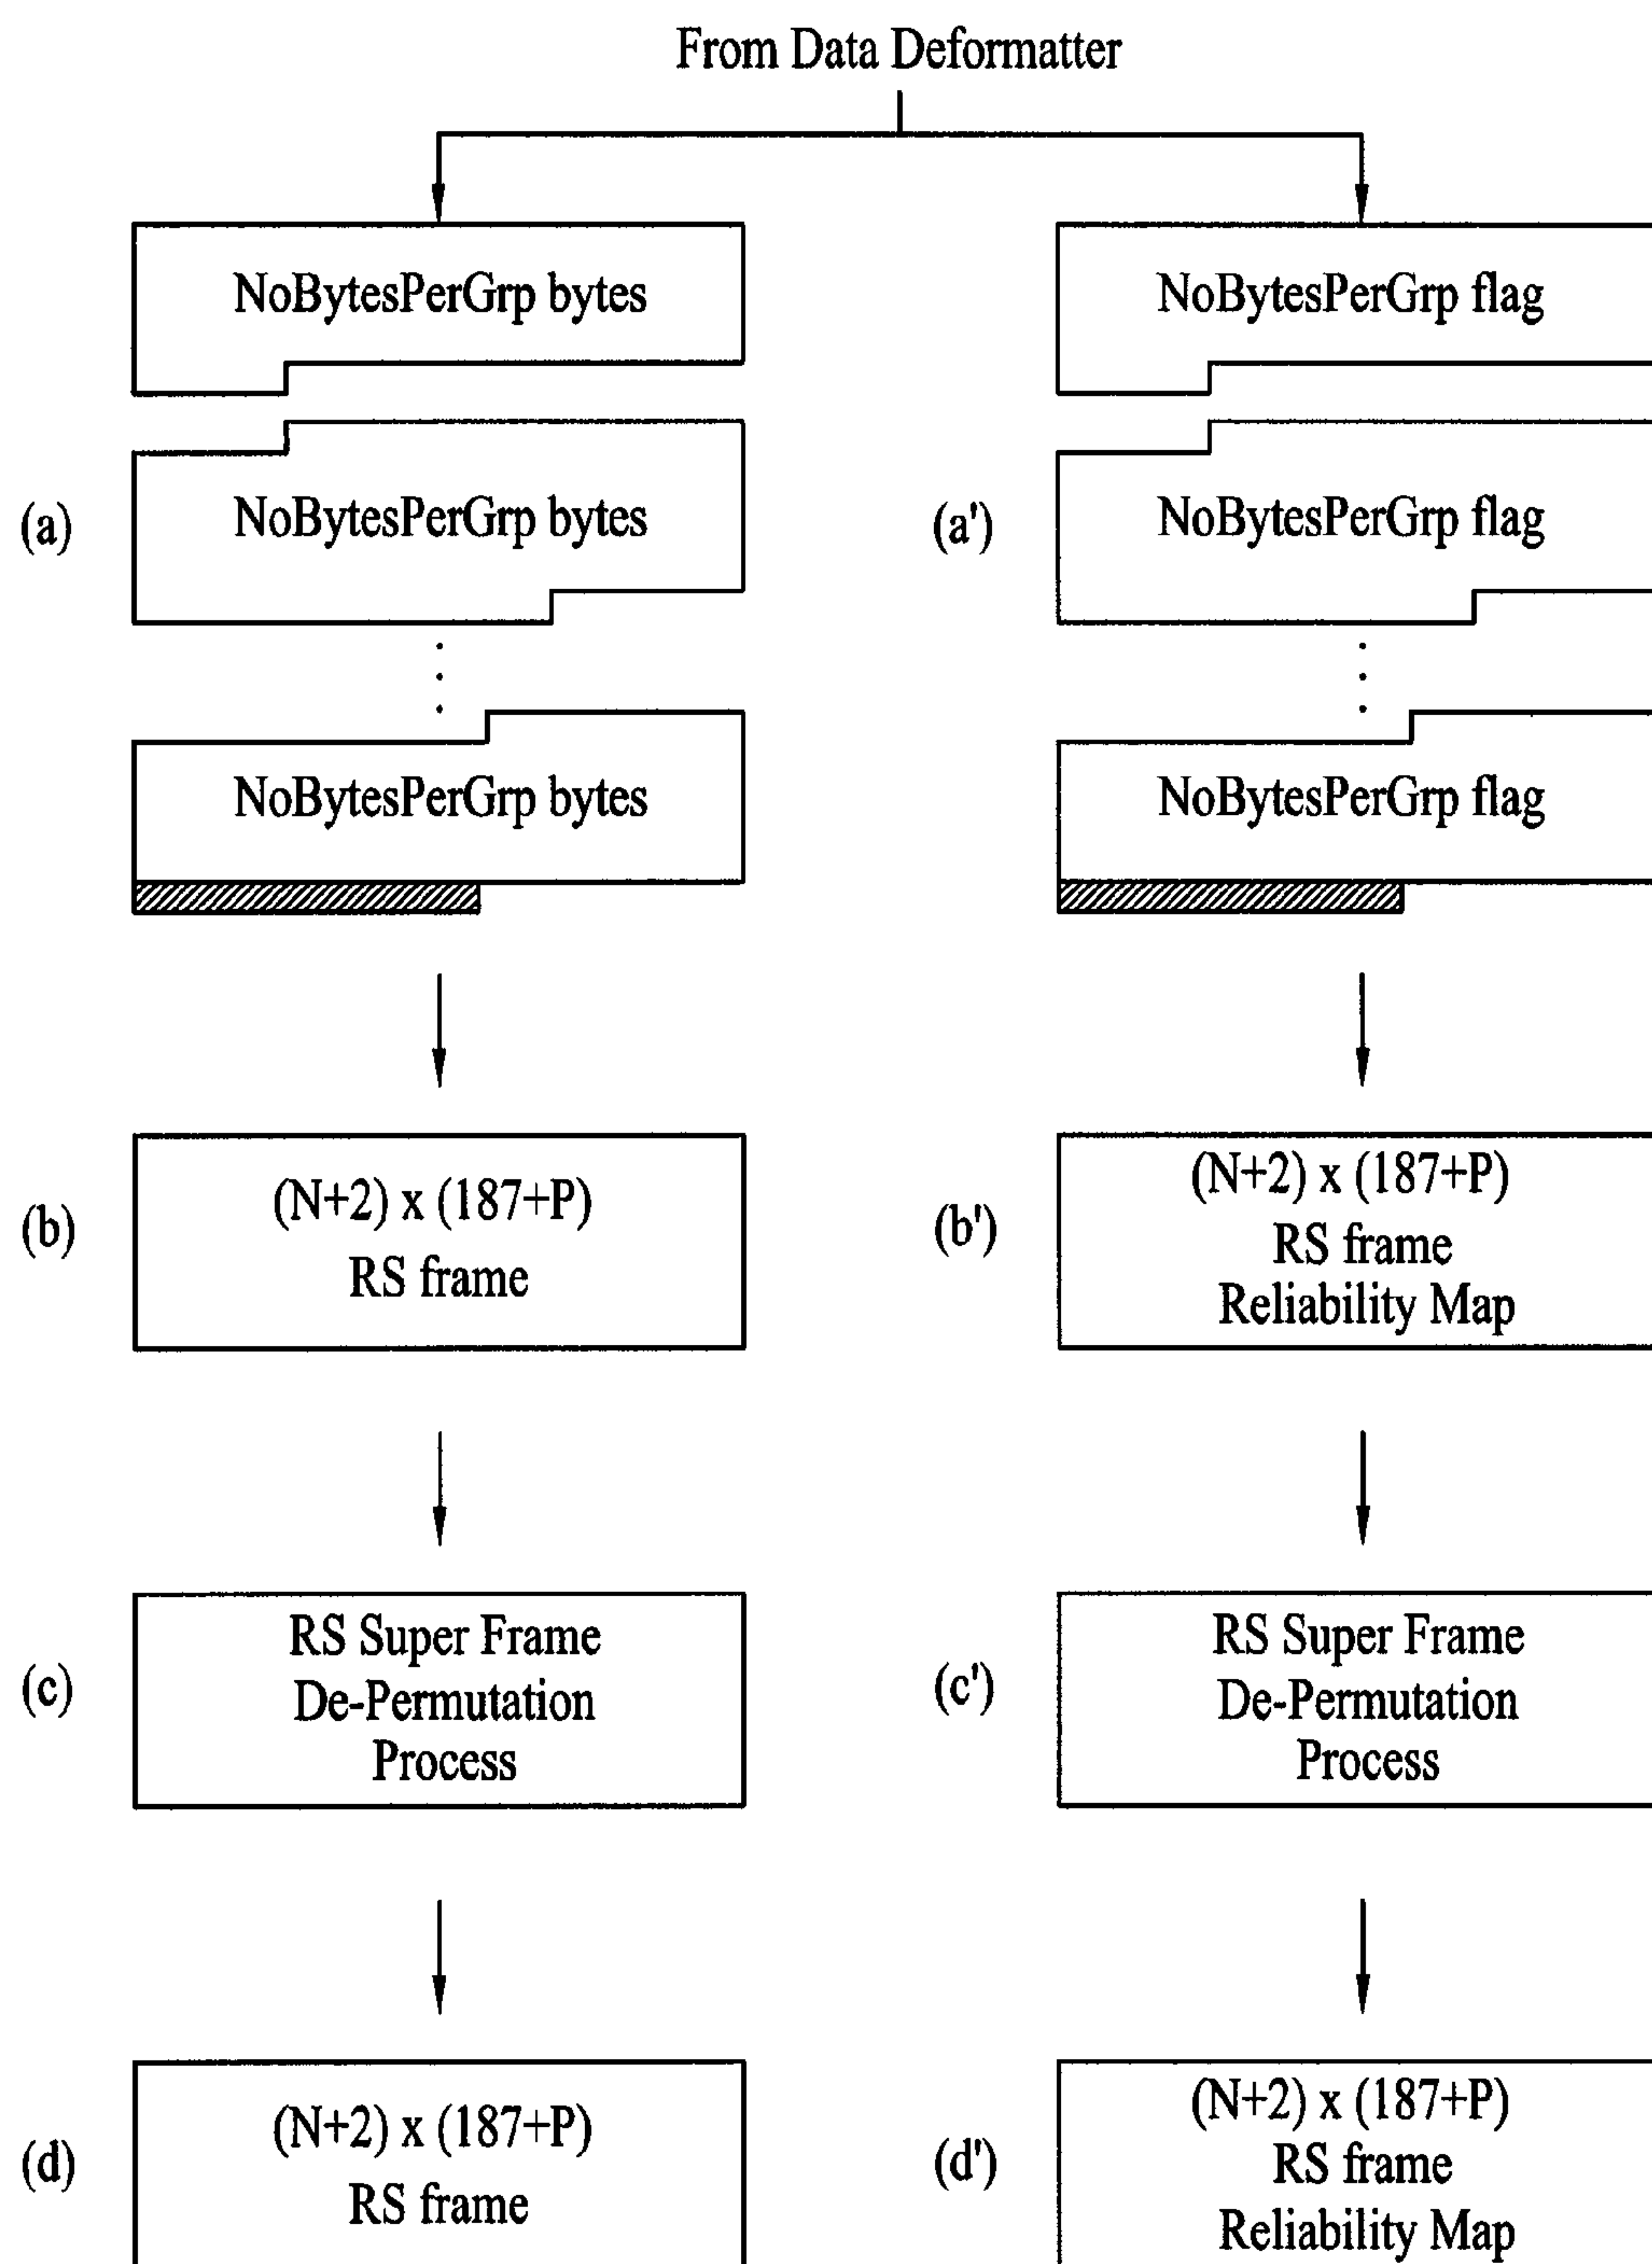 From Data Deformatter
NoBytesPerGrp bytes
NoBytesPerGrp flag
(a)
NoBytesPerGrp bytes
(a')
NoBytesPerGrp flag
NoBytesPerGrp bytes
NoBytesPerGrp flag
(b)
(N+2) x (187+P)
RS frame
(b')
(N+2) x (187+P)
RS frame
Reliability Map
(c)
RS Super Frame
De-Permutation
Process
(c')
RS Super Frame
De-Permutation
Process
(d)
(N+2) x (187+P)
RS frame
(d')
(N+2) x (187+P)
RS frame
Reliability Map